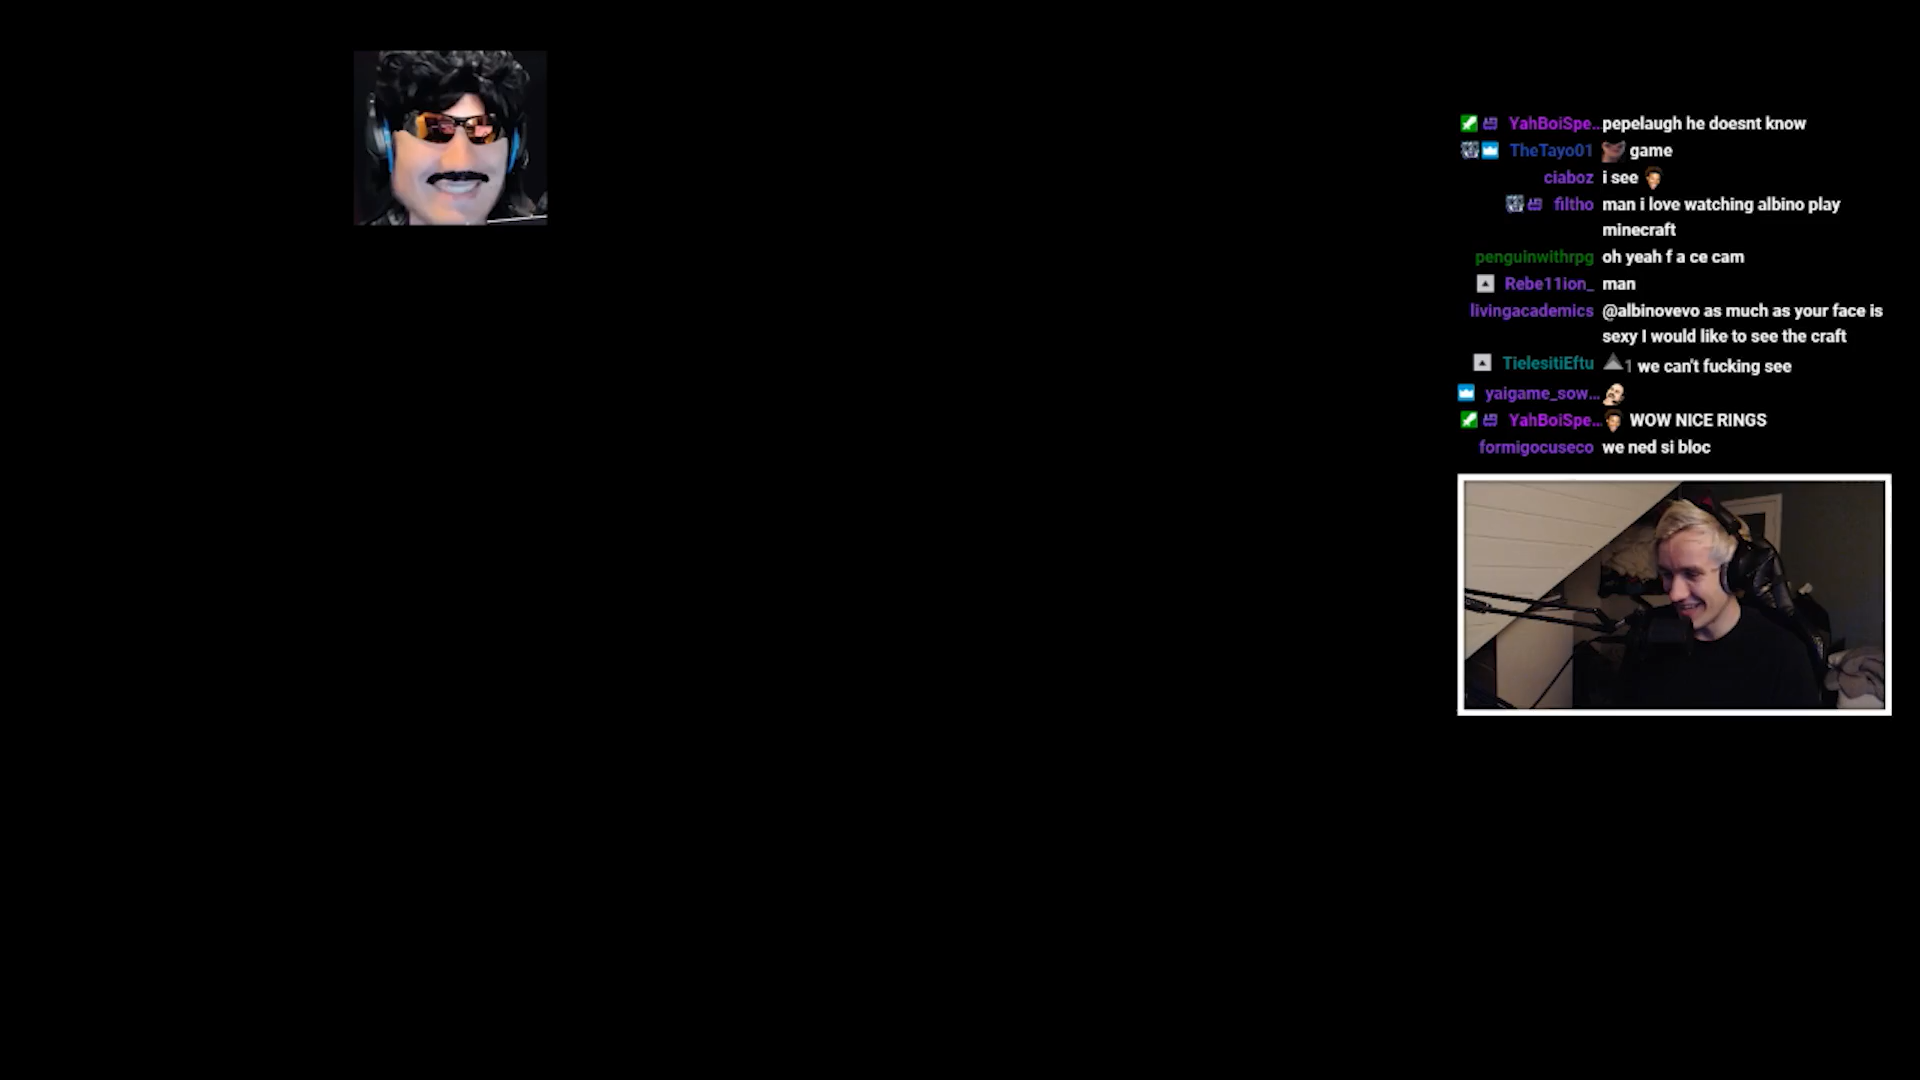 YahBoiSpe.. pepelaugh he doesnt know
TheTayo01 game
ciaboz i see
filtho man i love watching albino play
minecraft
penguinwithrpg oh yeah f a ce cam
Rebe11ion_ man
livingacademics @albinovevo as much as your face is
sexy I would like to see the craft
TielesitiEftu 1 we can't fucking see
yaigame_sow...
YahBoiSpe... WOW NICE RINGS
formigocuseco we ned si bloc